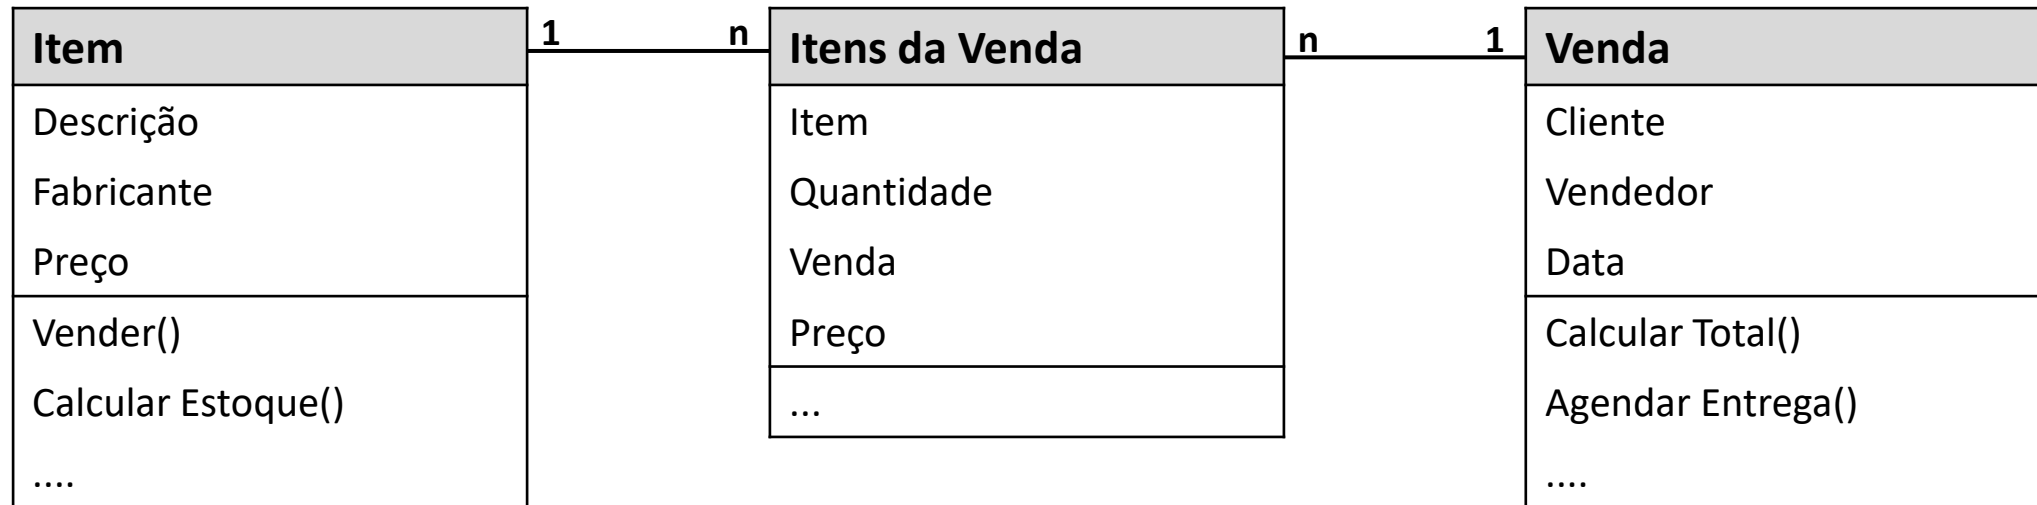 Item
Descrição
Fabricante
Preço
Vender()
Calcular Estoque()
....
1
n
Itens da Venda
Item
Quantidade
Venda
Preço
...
n
1
Venda
Cliente
Vendedor
Data
Calcular Total()
Agendar Entrega()
....